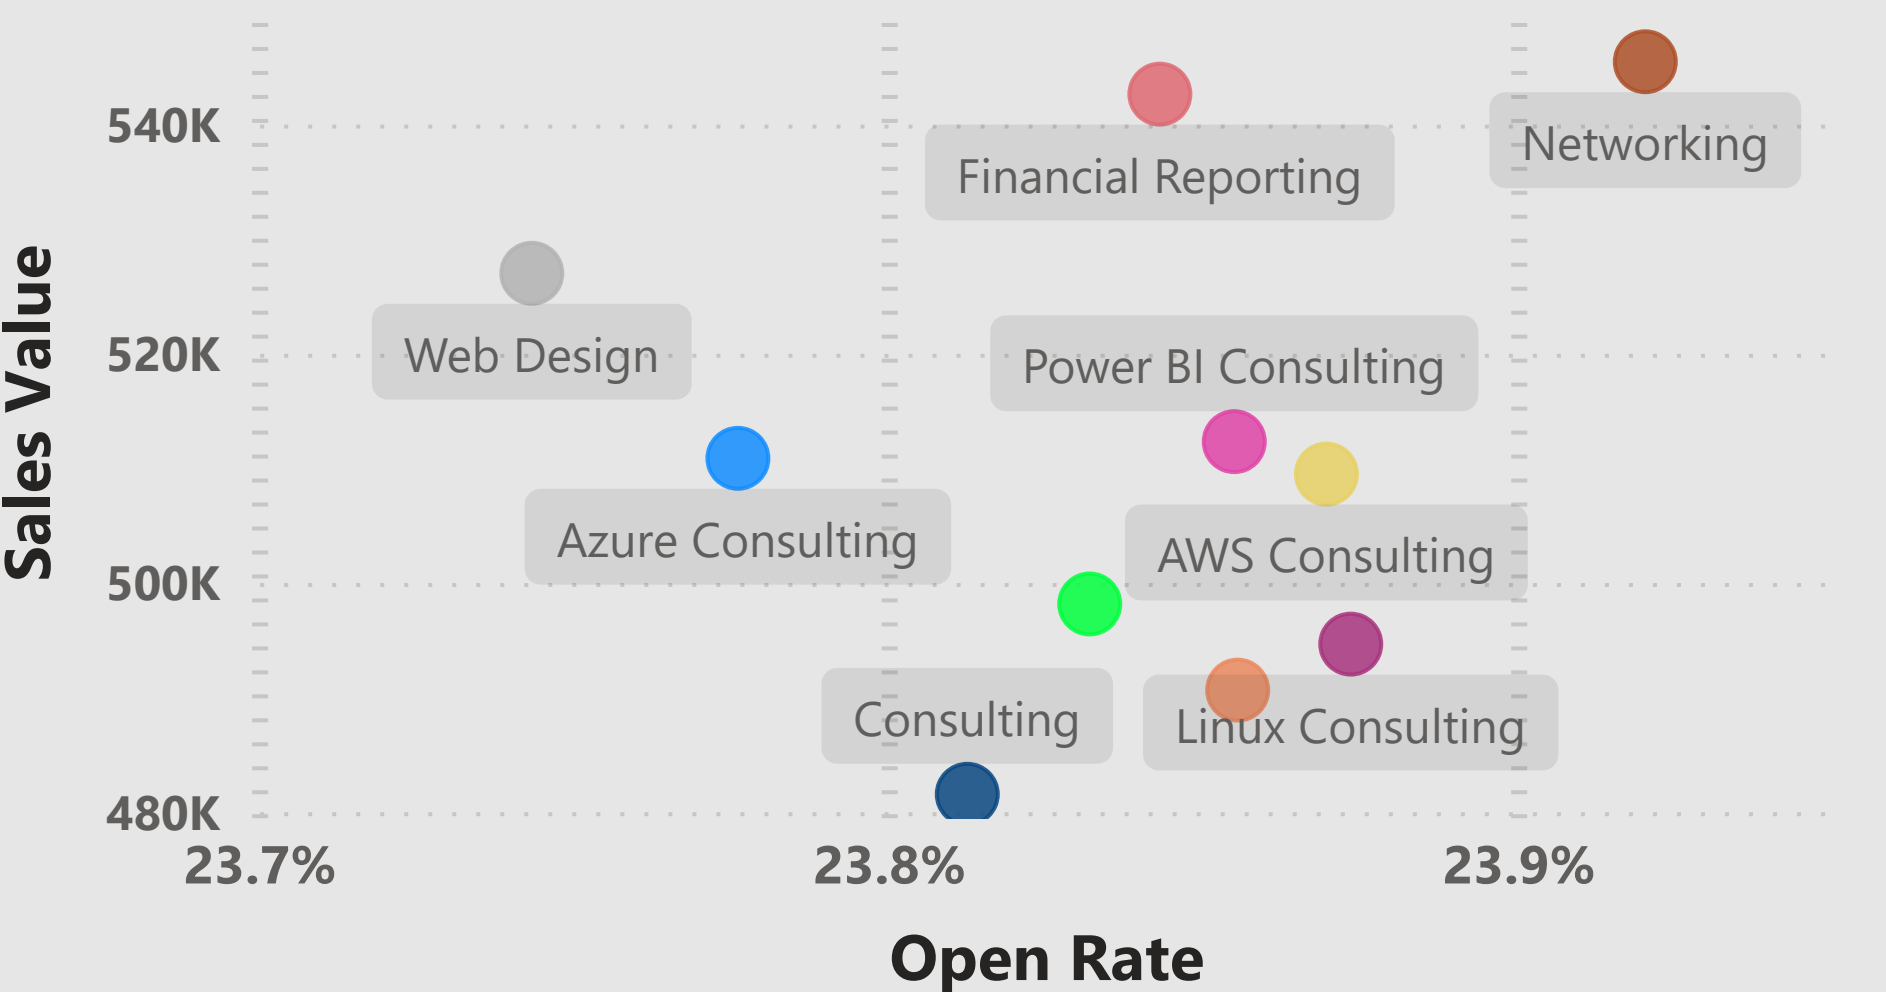 540K
Networking
Financial Reporting
Web Design
520K
Power BI Consulting
Azure Consulting
AWS Consulting
500K
Consulting
Linux Consulting
480K
23.7%
23.8%
23.9%
Sales Value
Open Rate